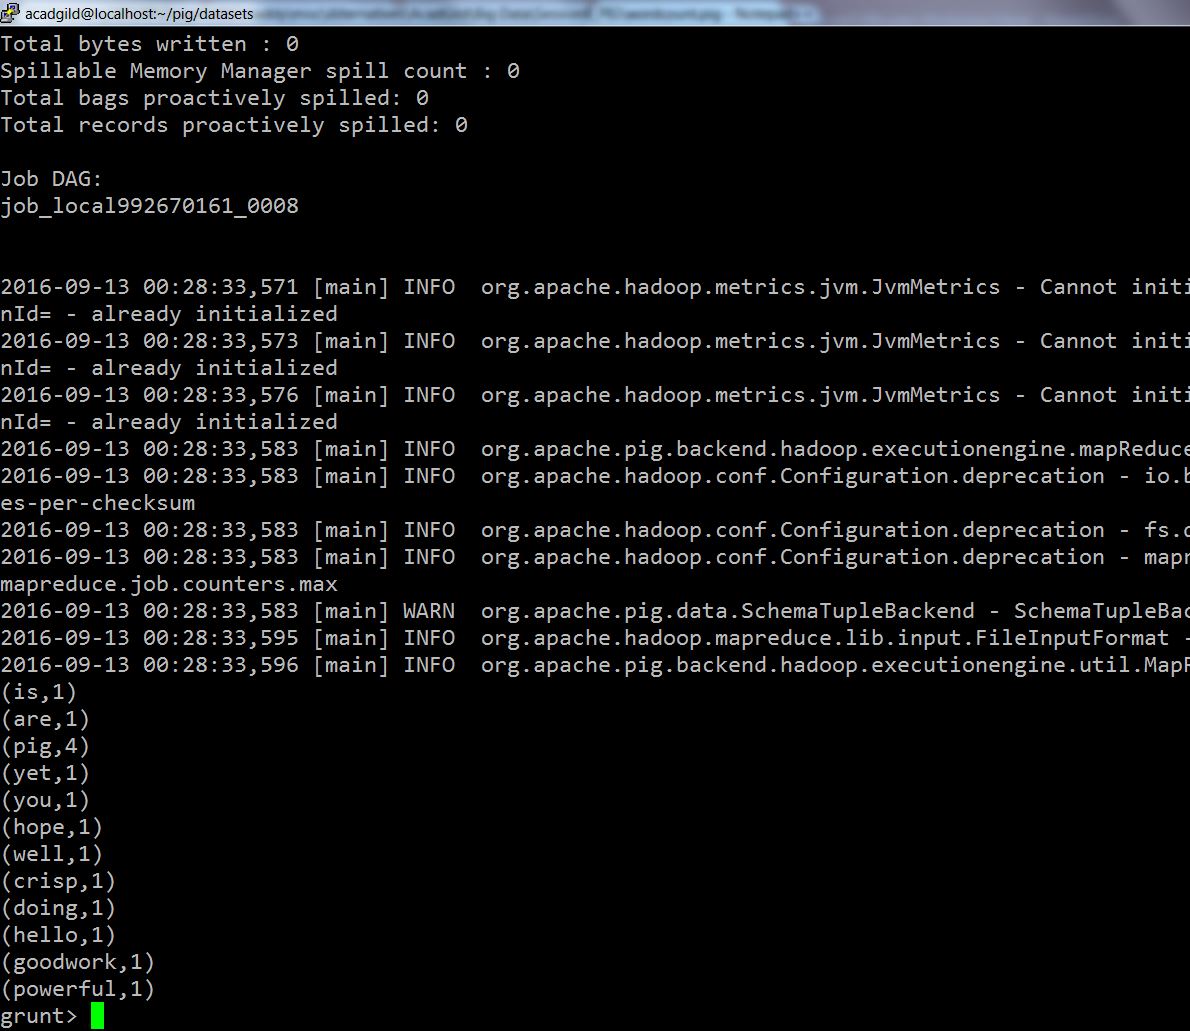 acadgild@localhost:~/pig/datasets
Total bytes written : 0
Spillable Memory Manager spill count : 0
Total bags proactively spilled: 0
Total records proactively spilled: 0
Job DAG:
job_local992670161_0008
2016-09-13 00:28:33,571 [main] INFO  org.apache.hadoop.metrics.jvm.JvmMetrics - Cannot initi
nId= - already initialized
2016-09-13 00:28:33,573 [main] INFO  org.apache.hadoop.metrics.jvm.JvmMetrics - Cannot initi
nId= - already initialized
2016-09-13 00:28:33,576 [main] INFO  org.apache.hadoop.metrics.jvm.JvmMetrics - Cannot initi
nId= - already initialized
2016-09-13 00:28:33,583 [main] INFO  org.apache.pig.backend.hadoop.executionengine.mapReduce
2016-09-13 00:28:33,583 [main] INFO  org.apache.hadoop.conf.Configuration.deprecation - io.b
es-per-checksum
2016-09-13 00:28:33,583 [main] INFO  org.apache.hadoop.conf.Configuration.deprecation - fs.d
2016-09-13 00:28:33,583 [main] INFO  org.apache.hadoop.conf.Configuration.deprecation - mapr
mapreduce.job.counters.max
2016-09-13 00:28:33,583 [main] WARN  org.apache.pig.data.SchemaTupleBackend - SchemaTupleBac
2016-09-13 00:28:33,595 [main] INFO  org.apache.hadoop.mapreduce.lib.input.FileInputFormat -
2016-09-13 00:28:33,596 [main] INFO  org.apache.pig.backend.hadoop.executionengine.util.MapR
(is,1)
(are,1)
(pig,4)
(yet,1)
(you,1)
(hope,1)
(well,1)
(crisp,1)
(doing,1)
(hello,1)
(goodwork,1)
(powerful,1)
grunt>